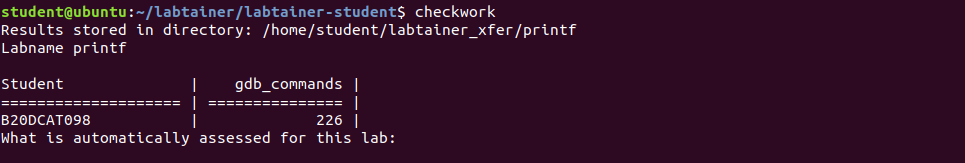 student@ubuntu:~/labtainer/labtainer-student$ checkwork
Results stored in directory: /home/student/labtainer_xfer/printf
Labname printf
Student | gdb_commands |
==================== | =============== |
B20DCAT098 | 226 |
What is automatically assessed for this lab: